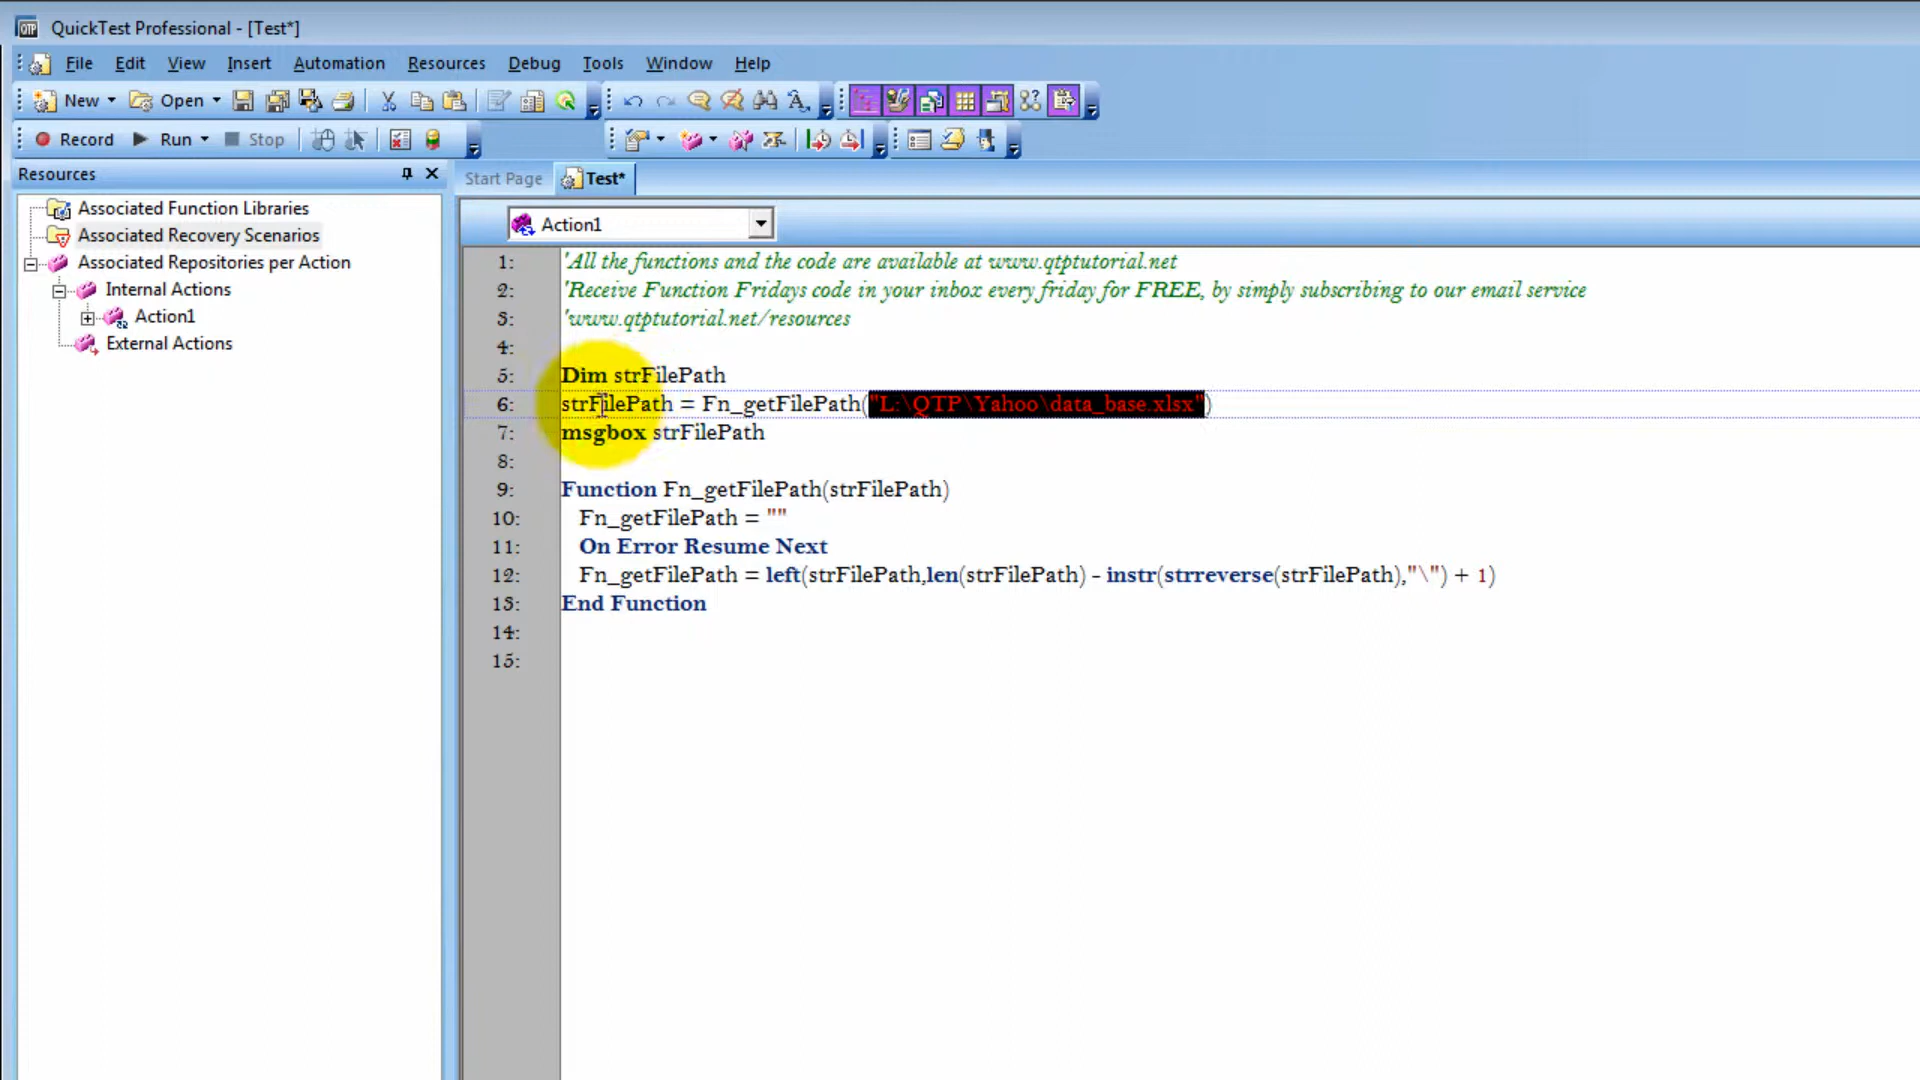 QuickTest Professional - [Test*]
File Edit View Insert Automation Resources Debug Tools Window Help
New Open
Record Run Stop
Resources
Start Page Test*
Associated Function Libraries
Associated Recovery Scenarios
Associated Repositories per Action
Internal Actions
Action1
External Actions
Action1
1: 'All the functions and the code are available at www.qtptutorial.net
2: 'Receive Function Fridays code in your inbox every friday for FREE, by simply subscribing to our email service
3: 'www.qtptutorial.net/resources
4:
5: Dim strFilePath
6: strFilePath = Fn_getFilePath("L:\QTP\Yahoo\data_base.xlsx")
7: msgbox strFilePath
8:
9: Function Fn_getFilePath(strFilePath)
10: Fn_getFilePath = ""
11: On Error Resume Next
12: Fn_getFilePath = left(strFilePath,len(strFilePath) - instr(strreverse(strFilePath),"\") + 1)
13: End Function
14:
15: